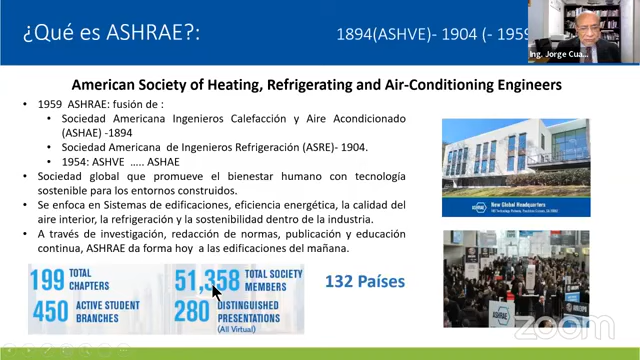 ¿Qué es ASHRAE?:
1894(ASHVE)- 1904 (- 1959
Ing. Jorge Cua...
American Society of Heating, Refrigerating and Air-Conditioning Engineers
• 1959 ASHRAE: fusión de :
• Sociedad Americana Ingenieros Calefacción y Aire Acondicionado
(ASHAE) -1894
• Sociedad Americana de Ingenieros Refrigeración (ASRE)- 1904.
• 1954: ASHVE ..... ASHAE
• Sociedad global que promueve el bienestar humano con tecnología
sostenible para los entornos construidos.
• Se enfoca en Sistemas de edificaciones, eficiencia energética, la calidad del
aire interior, la refrigeración y la sostenibilidad dentro de la industria.
• A través de investigación, redacción de normas, publicación y educación
continua, ASHRAE da forma hoy a las edificaciones del mañana.
199 TOTAL
CHAPTERS
51,358 TOTAL SOCIETY
MEMBERS
450 ACTIVE STUDENT
BRANCHES
280 DISTINGUISHED
PRESENTATIONS
(All Virtual)
132 Países
ASHRAE
New Global Headquarters
ASHRAE
zoom